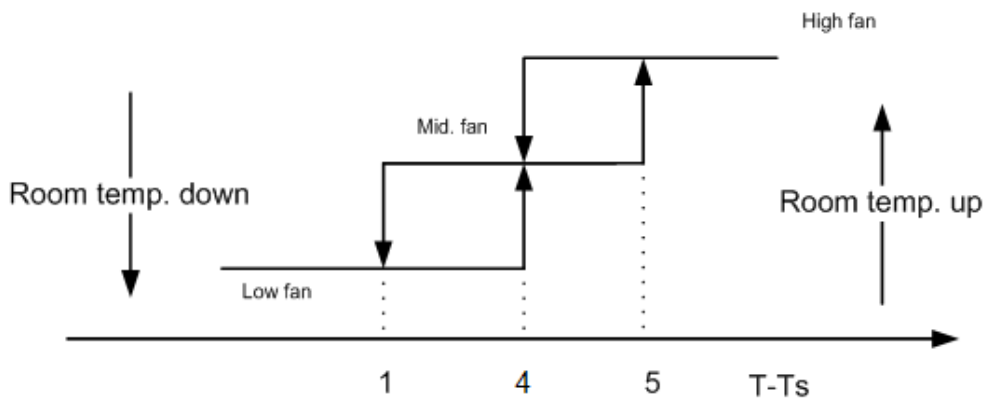 High fan
Mid. fan
Room temp. down
Room temp. up
Low fan
1 4 5 T-Ts